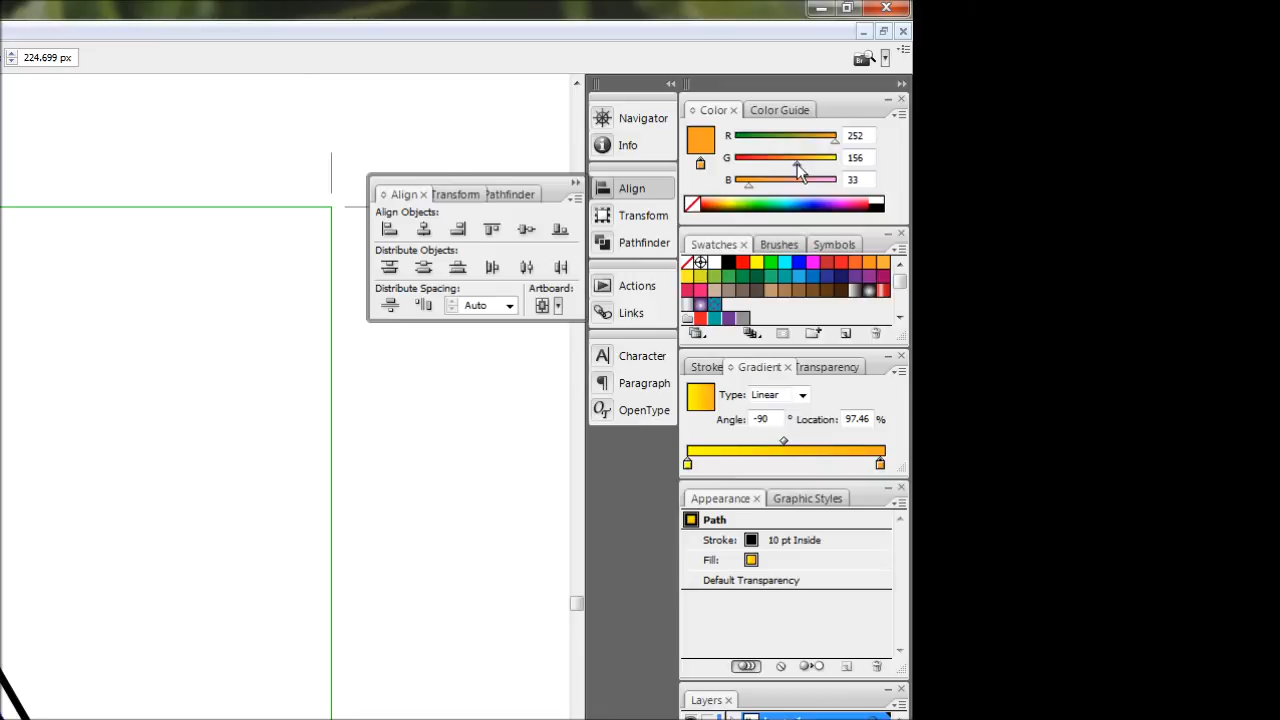 224.699 px
Br
Navigator
Info
Align
Transform
Pathfinder
Actions
Links
Character
Paragraph
OpenType
Align Transform Pathfinder
Align Objects:
Distribute Objects:
Distribute Spacing: Artboard:
Auto
Color Color Guide
R 252
G 156
B 33
Swatches Brushes Symbols
Stroke Gradient Transparency
Type: Linear
Angle: -90 ° Location: 97.46 %
Appearance Graphic Styles
Path
Stroke: 10 pt Inside
Fill:
Default Transparency
Layers